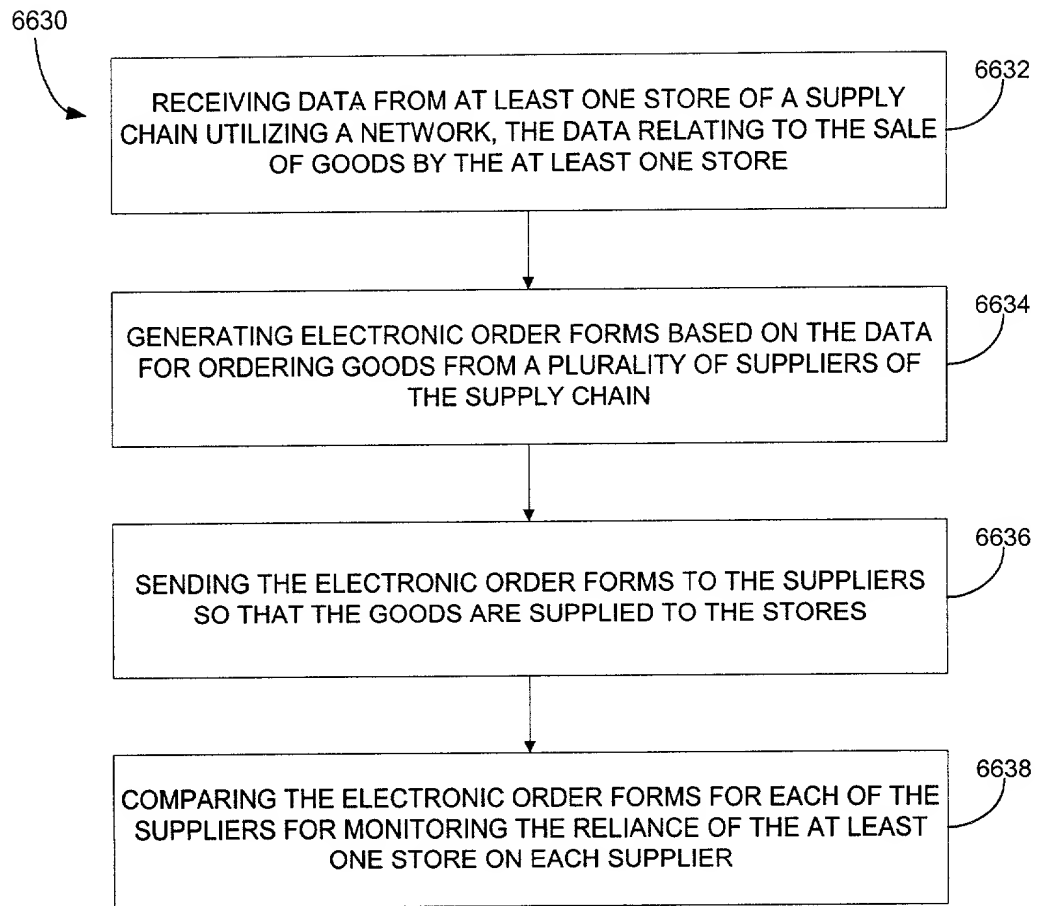 6630
6632
RECEIVING DATA FROM AT LEAST ONE STORE OF A SUPPLY
CHAIN UTILIZING A NETWORK, THE DATA RELATING TO THE SALE
OF GOODS BY THE AT LEAST ONE STORE
6634
GENERATING ELECTRONIC ORDER FORMS BASED ON THE DATA
FOR ORDERING GOODS FROM A PLURALITY OF SUPPLIERS OF
THE SUPPLY CHAIN
6636
SENDING THE ELECTRONIC ORDER FORMS TO THE SUPPLIERS
SO THAT THE GOODS ARE SUPPLIED TO THE STORES
6638
COMPARING THE ELECTRONIC ORDER FORMS FOR EACH OF THE
SUPPLIERS FOR MONITORING THE RELIANCE OF THE AT LEAST
ONE STORE ON EACH SUPPLIER